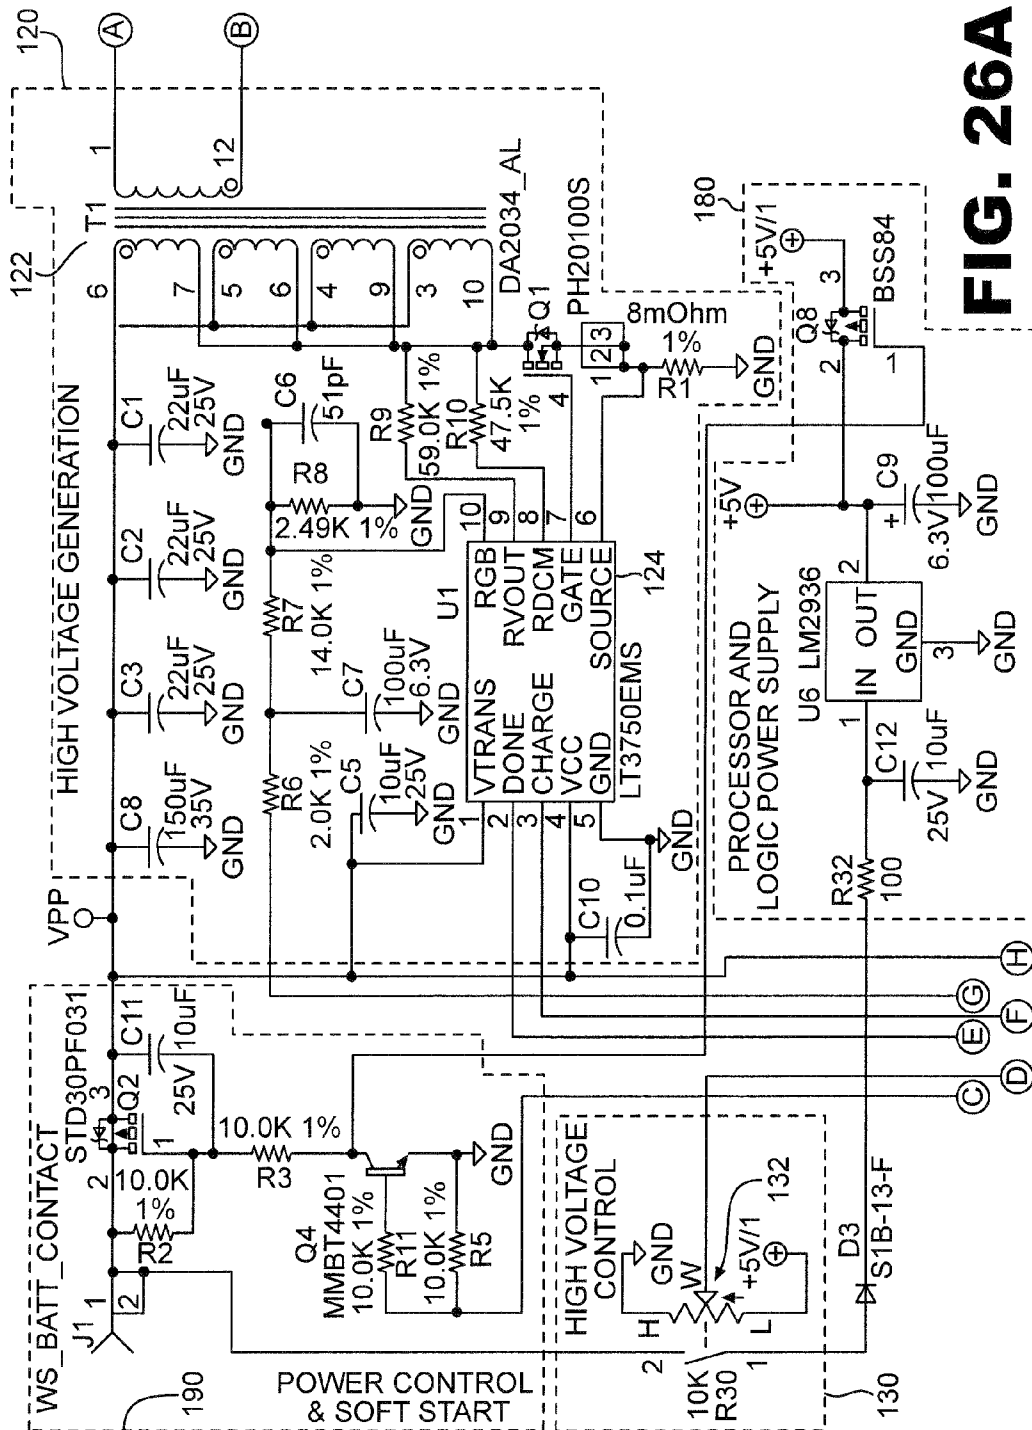 120
A
B
1
12
T1
122
6
7
5
6
4
9
3
10
DA2034_AL
HIGH VOLTAGE GENERATION
VPP
C8
150uF
35V
GND
C3
22uF
25V
GND
C2
22uF
25V
GND
C1
22uF
25V
GND
R6
2.0K 1%
C7
100uF
6.3V
GND
R7
14.0K 1%
R8
2.49K 1%
C6
51pF
GND
R9
59.0K 1%
R10
47.5K
1%
Q1
PH20100S
4
1
2
3
8mOhm
1%
R1
GND
C5
10uF
25V
GND
U1
1
2
3
4
5
VTRANS
DONE
CHARGE
VCC
GND
RGB
RVOUT
RDCM
GATE
SOURCE
10
9
8
7
6
LT3750EMS
124
C10
0.1uF
GND
WS_BATT_CONTACT
STD30PF031
J1
1
2
2
3
Q2
1
10.0K
1%
R2
C11
10uF
25V
10.0K 1%
R3
Q4
MMBT4401
10.0K 1%
R11
10.0K 1%
R5
GND
190
POWER CONTROL
& SOFT START
HIGH VOLTAGE
CONTROL
GND
H
W
L
132
+5V/1
2
1
10K
R30
130
D3
S1B-13-F
C
D
E
F
G
H
PROCESSOR AND
LOGIC POWER SUPPLY
R32
100
C12
10uF
25V
GND
U6 LM2936
1
IN OUT
GND
2
3
GND
+5V
C9
+
100uF
6.3V
GND
180
+5V/1
3
Q8
2
1
BSS84
FIG. 26A